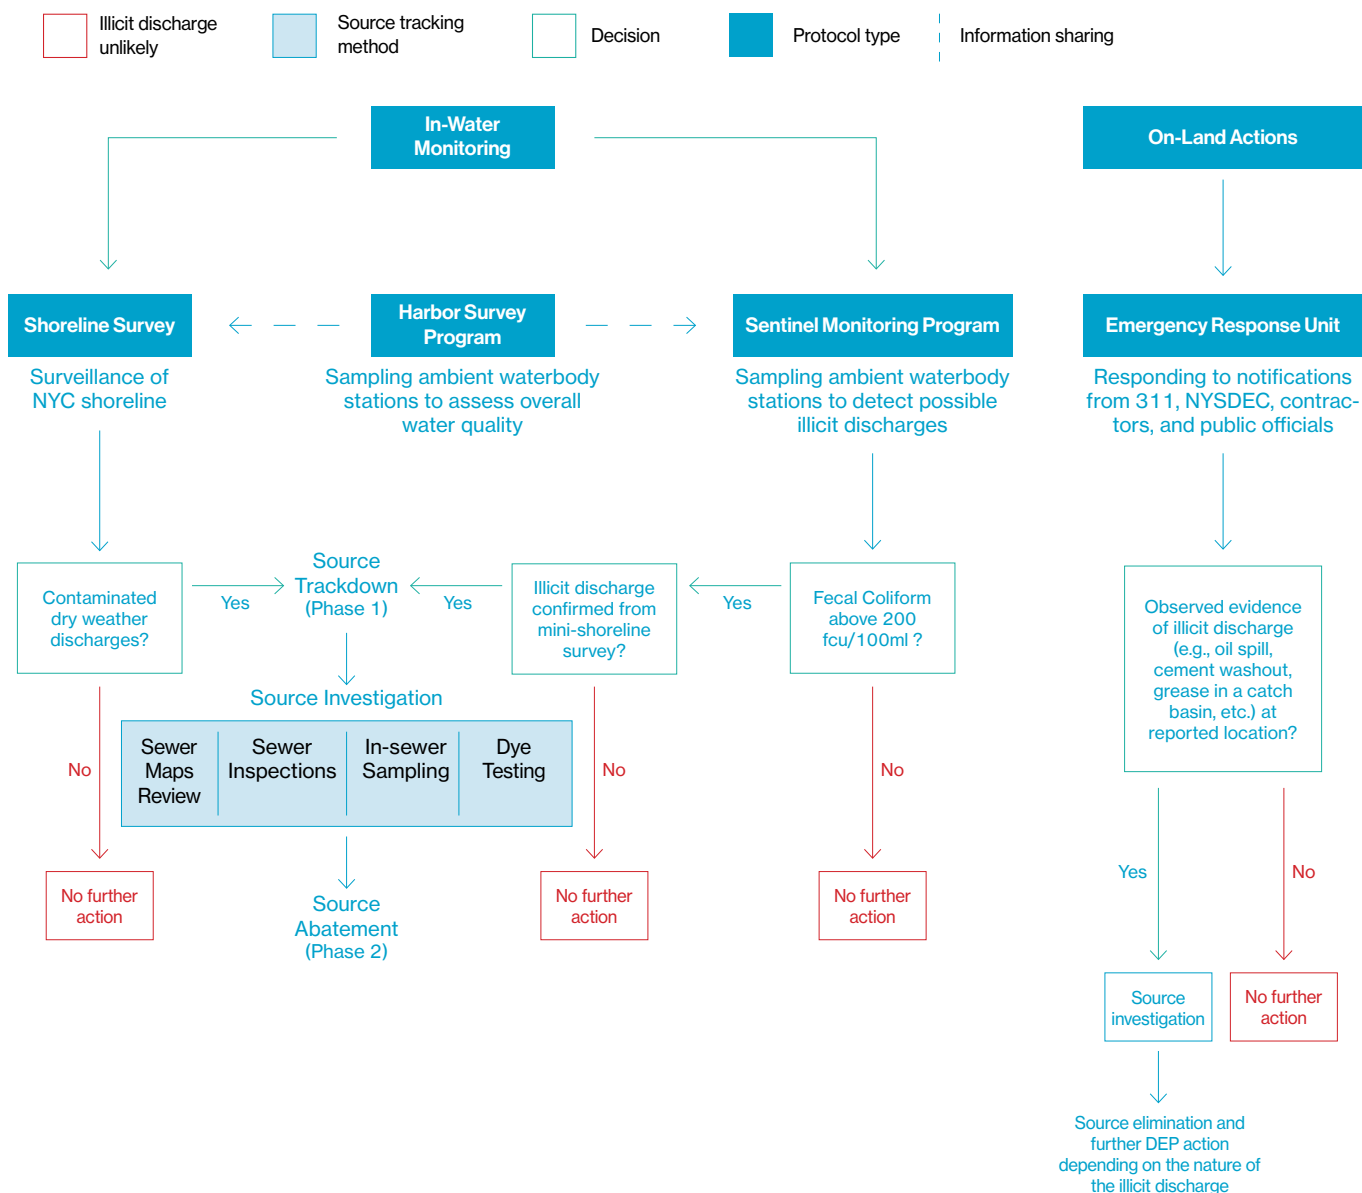 Illicit discharge
unlikely
Source tracking
method
Decision
Protocol type
Information sharing
In-Water
Monitoring
On-Land Actions
Shoreline Survey
Harbor Survey
Program
Sentinel Monitoring Program
Emergency Response Unit
Surveillance of
NYC shoreline
Sampling ambient waterbody
stations to assess overall
water quality
Sampling ambient waterbody
stations to detect possible
illicit discharges
Responding to notifications
from 311, NYSDEC, contrac-
tors, and public officials
Contaminated
dry weather
discharges?
Yes
Source
Trackdown
(Phase 1)
Yes
Illicit discharge
confirmed from
mini-shoreline
survey?
Yes
Fecal Coliform
above 200
fcu/100ml ?
Observed evidence
of illicit discharge
(e.g., oil spill,
cement washout,
grease in a catch
basin, etc.) at
reported location?
Source Investigation
No
Sewer
Maps
Review
Sewer
Inspections
In-sewer
Sampling
Dye
Testing
No
No
Yes
No
No further
action
Source
Abatement
(Phase 2)
No further
action
No further
action
Source
investigation
No further
action
Source elimination and
further DEP action
depending on the nature of
the illicit discharge